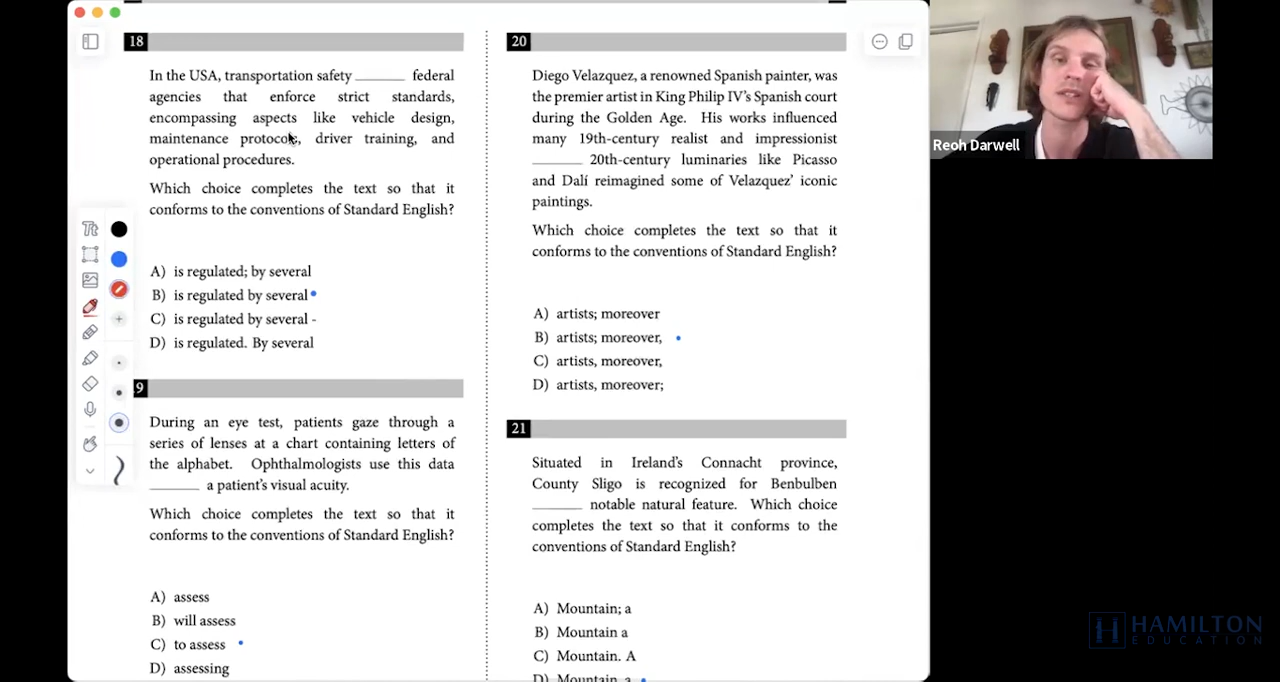 18
In the USA, transportation safety ______ federal
agencies that enforce strict standards,
encompassing aspects like vehicle design,
maintenance protocols, driver training, and
operational procedures.
Which choice completes the text so that it
conforms to the conventions of Standard English?
A) is regulated; by several
B) is regulated by several
C) is regulated by several -
D) is regulated. By several
9
During an eye test, patients gaze through a
series of lenses at a chart containing letters of
the alphabet. Ophthalmologists use this data
______ a patient's visual acuity.
Which choice completes the text so that it
conforms to the conventions of Standard English?
A) assess
B) will assess
C) to assess
D) assessing
20
Diego Velazquez, a renowned Spanish painter, was
the premier artist in King Philip IV's Spanish court
during the Golden Age. His works influenced
many 19th-century realist and impressionist
______ 20th-century luminaries like Picasso
and Dalí reimagined some of Velazquez' iconic
paintings.
Which choice completes the text so that it
conforms to the conventions of Standard English?
A) artists; moreover
B) artists; moreover,
C) artists, moreover,
D) artists, moreover;
21
Situated in Ireland's Connacht province,
County Sligo is recognized for Benbulben
______ notable natural feature. Which choice
completes the text so that it conforms to the
conventions of Standard English?
A) Mountain; a
B) Mountain a
C) Mountain. A
D) Mountain, a
Tt
Reoh Darwell
HAMILTON
EDUCATION